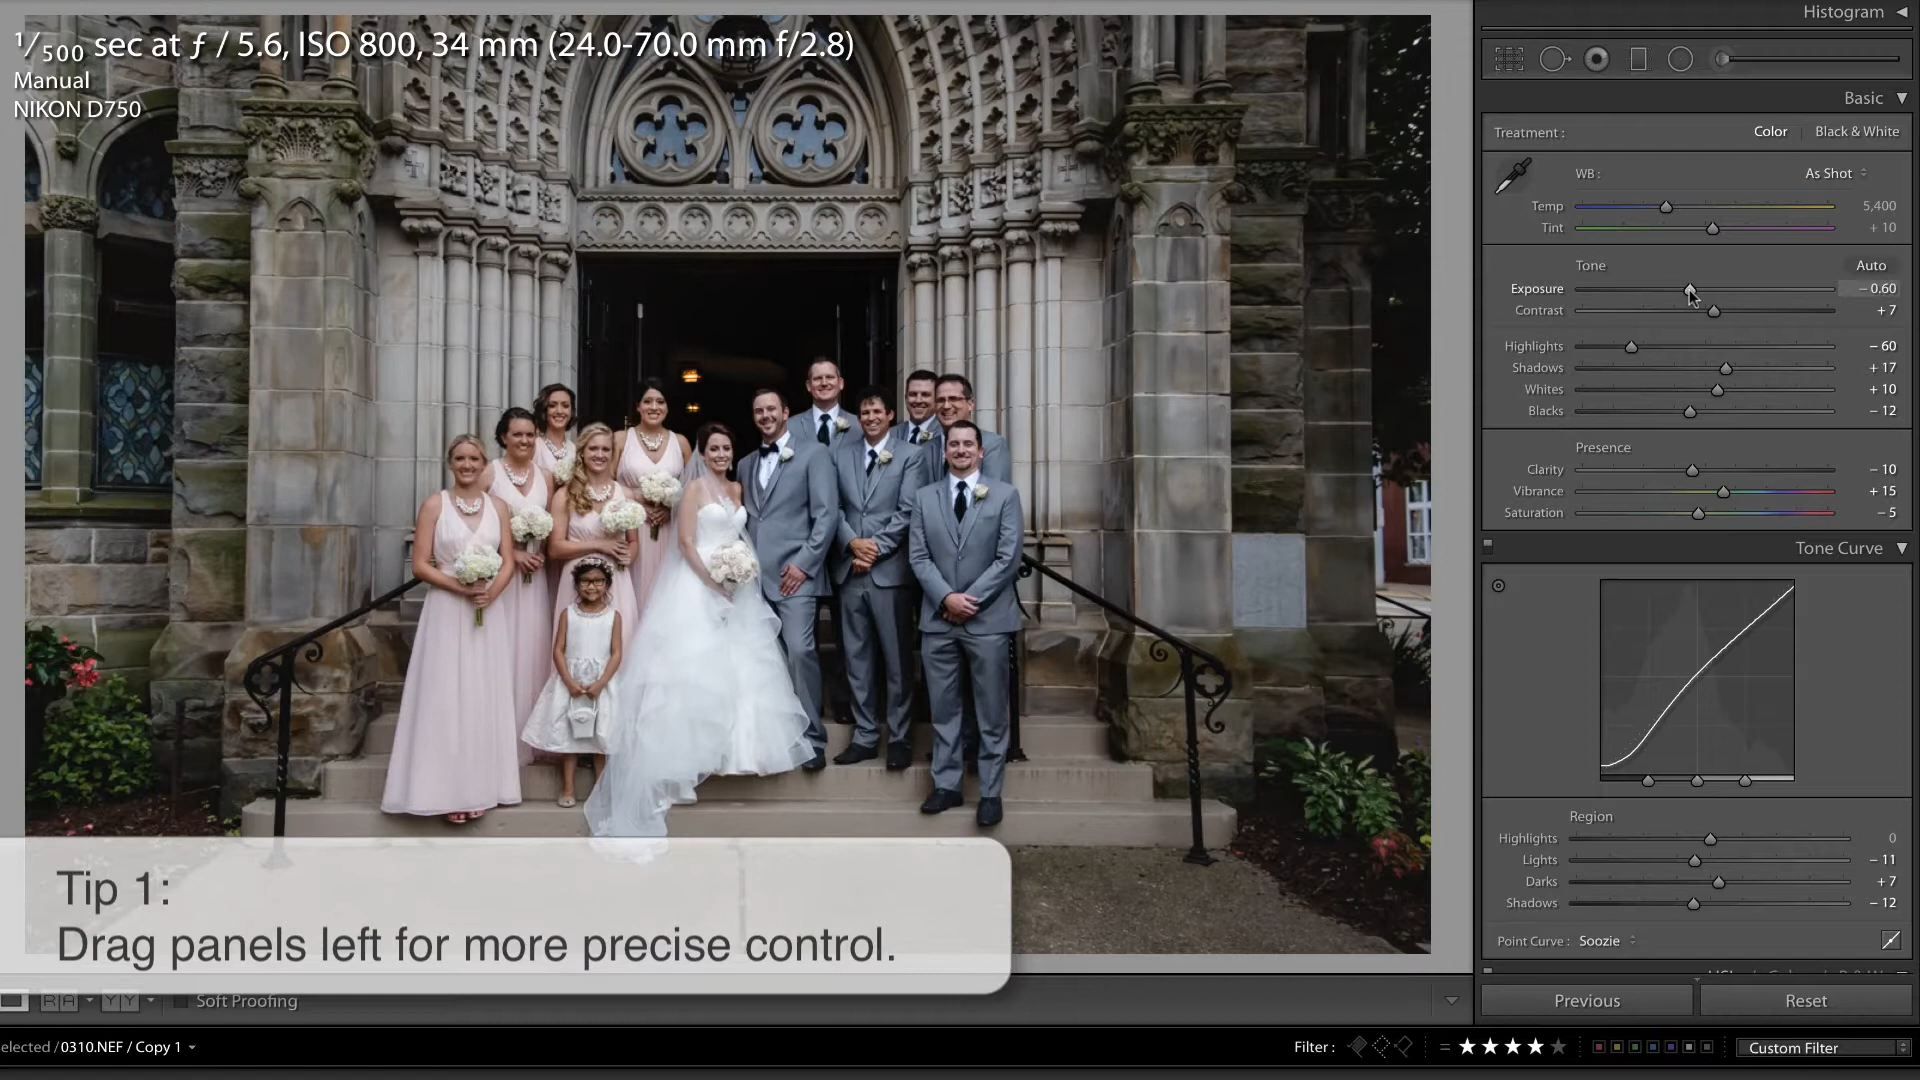 1/500 sec at ƒ / 5.6, ISO 800, 34 mm (24.0-70.0 mm f/2.8)
Manual
NIKON D750
Histogram
Basic
Treatment : Color Black & White
WB : As Shot
Temp 5,400
Tint + 10
Tone Auto
Exposure – 0.60
Contrast + 7
Highlights – 60
Shadows + 17
Whites + 10
Blacks – 12
Presence
Clarity – 10
Vibrance + 15
Saturation – 5
Tone Curve
Region
Highlights 0
Lights – 11
Darks + 7
Shadows – 12
Point Curve : Soozie
Tip 1:
Drag panels left for more precise control.
R A Y Y Soft Proofing
Previous Reset
elected / 0310.NEF / Copy 1
Filter : Custom Filter